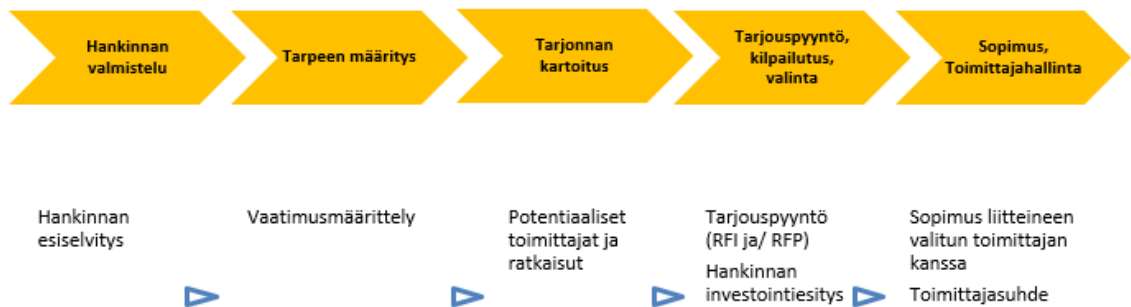 Hankinnan
valmistelu
Tarpeen määritys
Tarjonnan
kartoitus
Tarjouspyyntö,
kilpailutus,
valinta
Sopimus,
Toimittajahallinta
Hankinnan
esiselvitys
Vaatimusmäärittely
Potentiaaliset
toimittajat ja
ratkaisut
Tarjouspyyntö
(RFI ja/ RFP)
Hankinnan
investointiesitys
Sopimus liitteineen
valitun toimittajan
kanssa
Toimittajasuhde